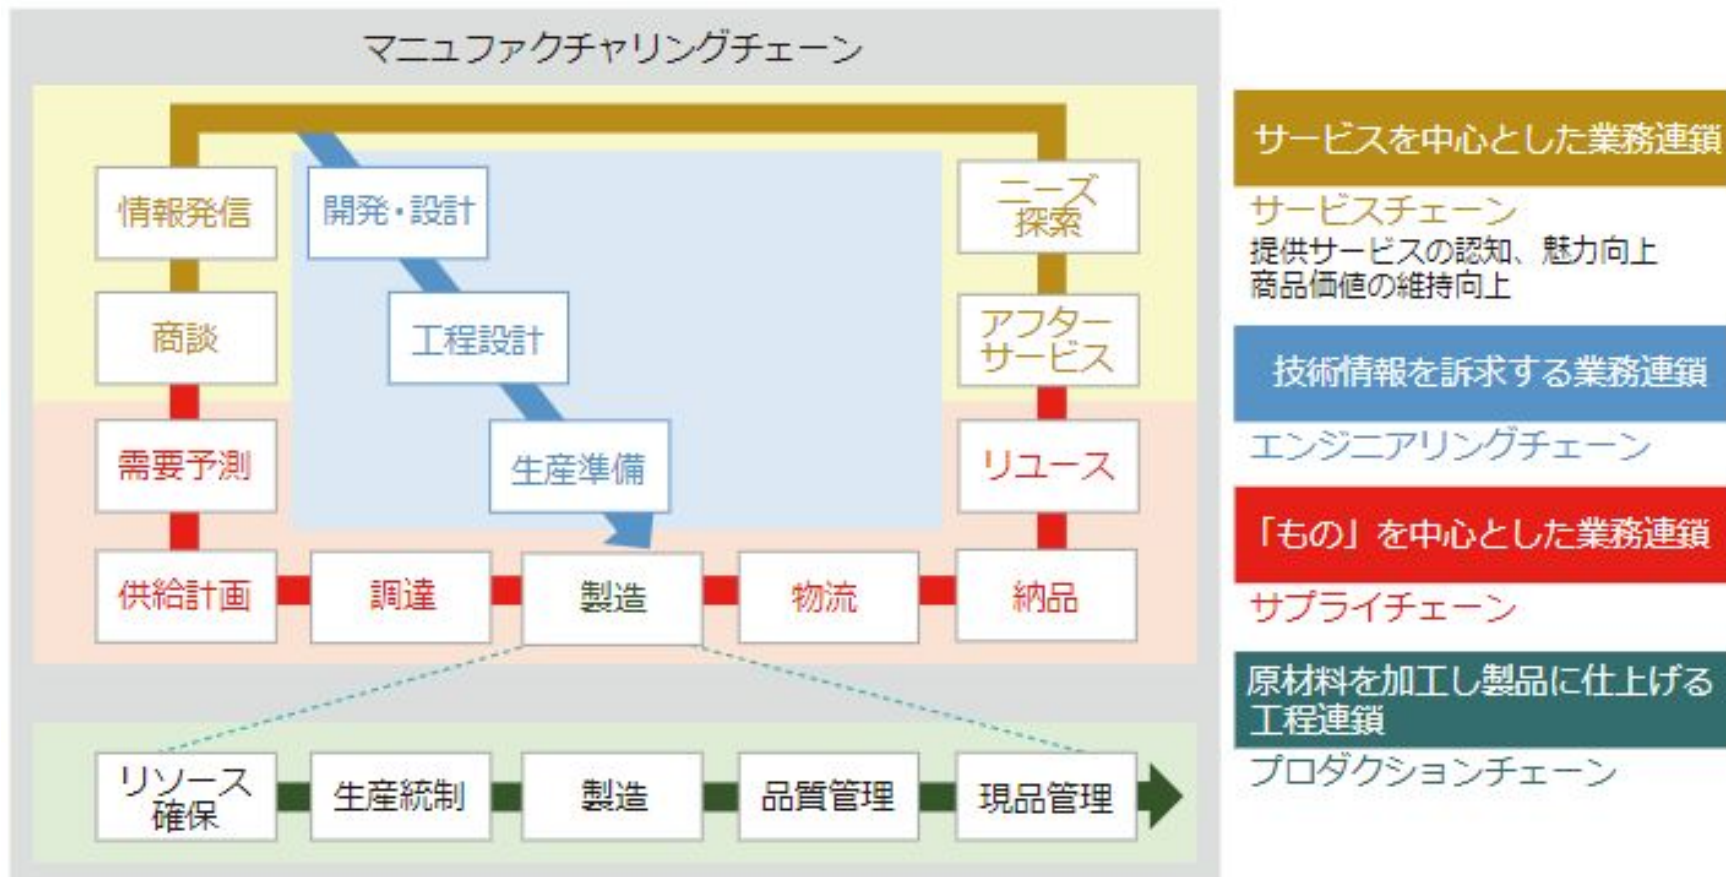 マニュファクチャリングチェーン
情報発信
開発・設計
ニーズ
探索
商談
工程設計
アフター
サービス
需要予測
生産準備
リユース
供給計画
調達
製造
物流
納品
リソース
確保
生産統制
製造
品質管理
現品管理
サービスを中心とした業務連鎖
サービスチェーン
提供サービスの認知、魅力向上
商品価値の維持向上
技術情報を訴求する業務連鎖
エンジニアリングチェーン
「もの」を中心とした業務連鎖
サプライチェーン
原材料を加工し製品に仕上げる
工程連鎖
プロダクションチェーン